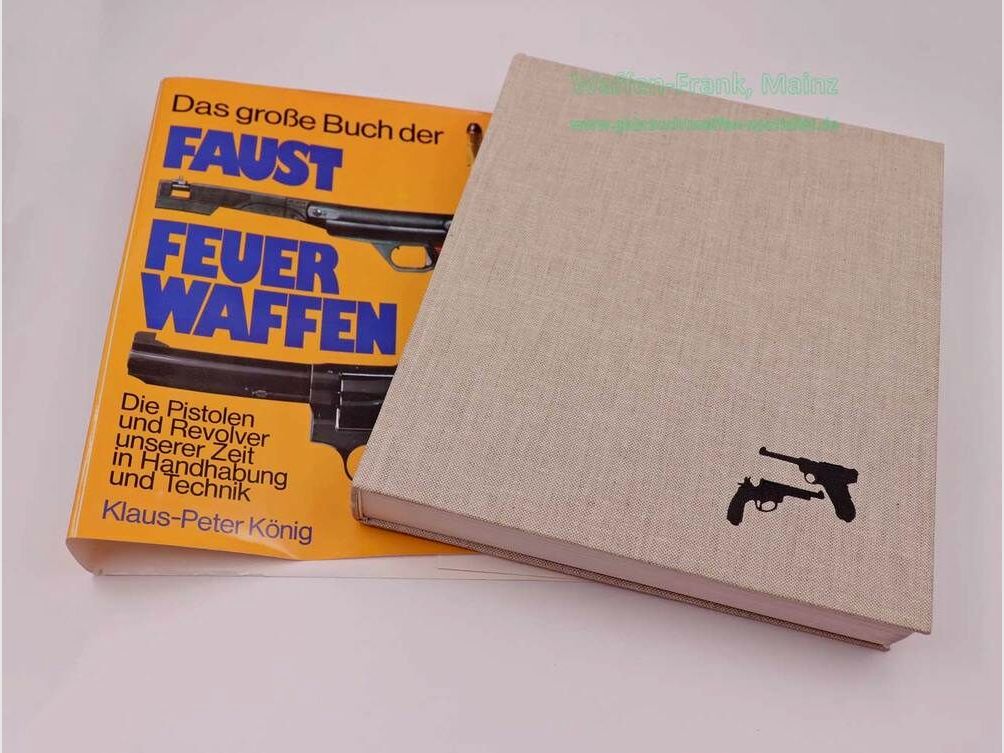 Das große Buch der
FAUST
FEUER
WAFFEN
Die Pistolen
und Revolver
unserer Zeit
in Handhabung
und Technik
Klaus-Peter König
Waffen-Frank, Mainz